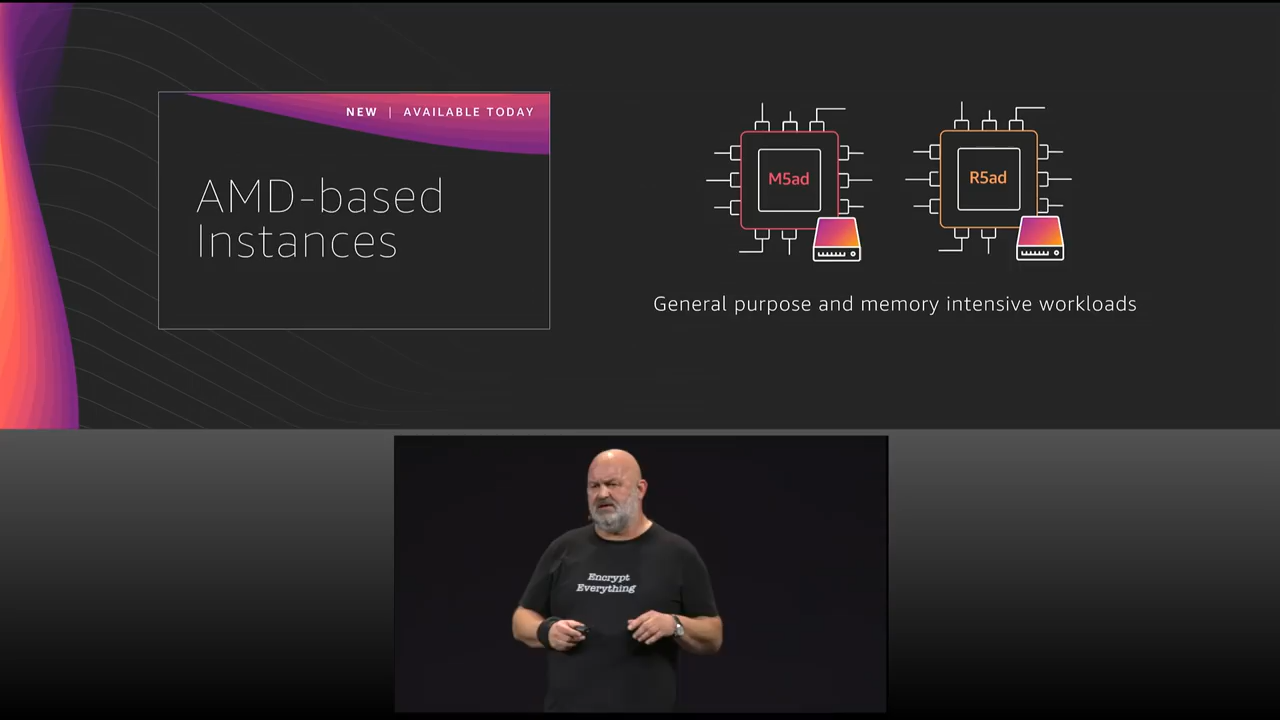 NEW | AVAILABLE TODAY
AMD-based
Instances
M5ad
R5ad
General purpose and memory intensive workloads
Encrypt
Everything